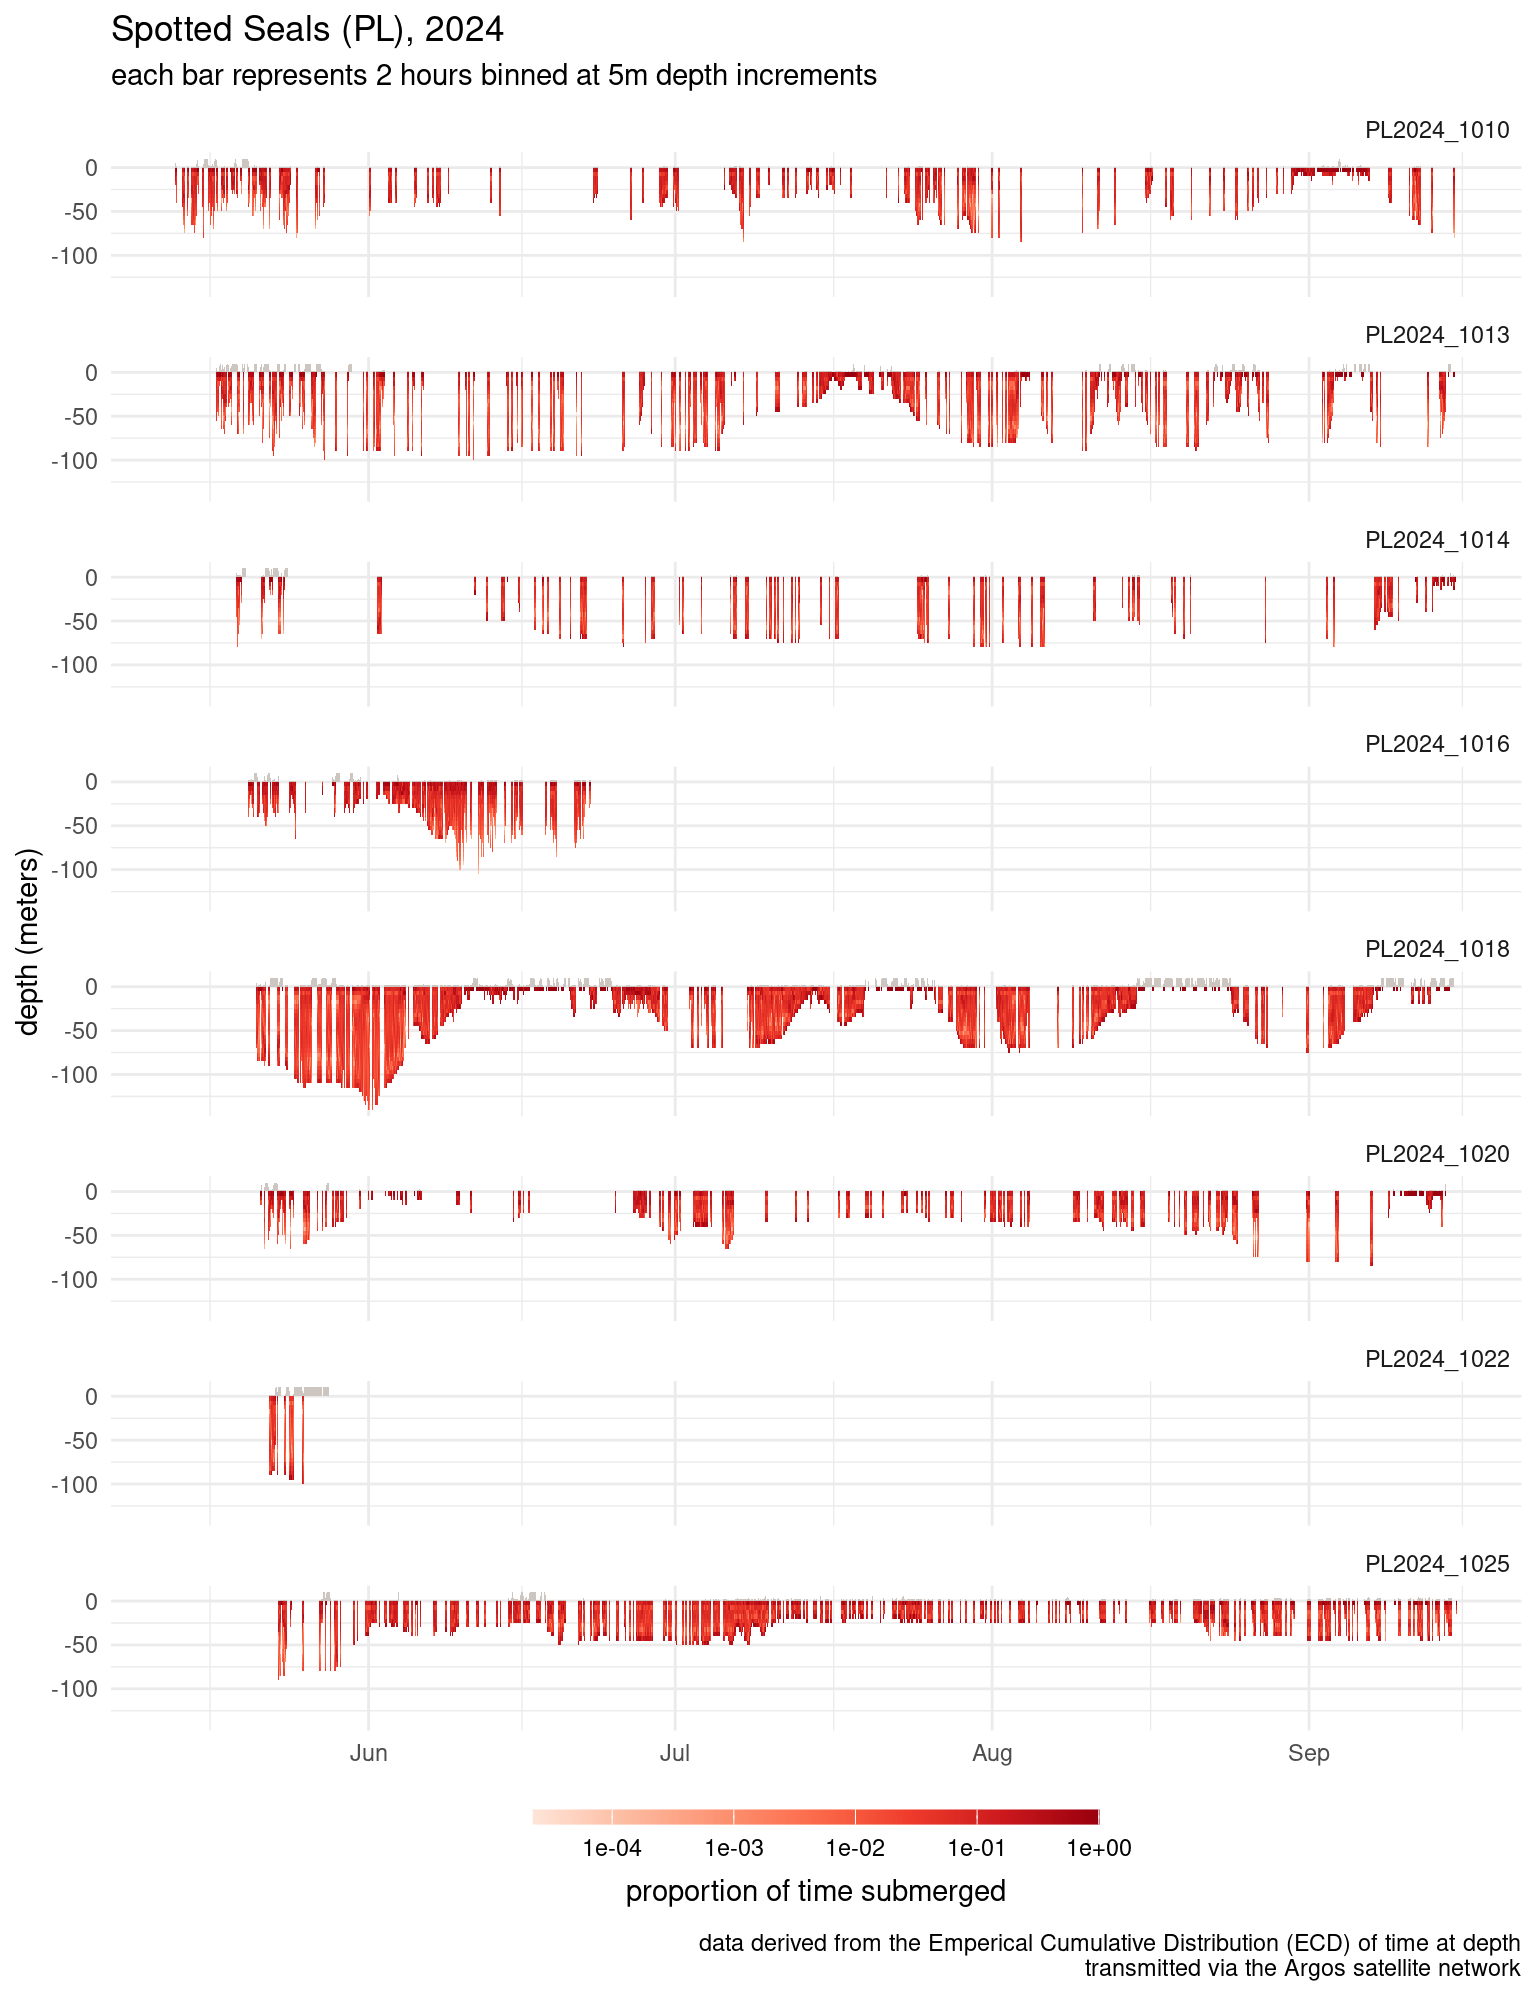 Spotted Seals (PL), 2024
each bar represents 2 hours binned at 5m depth increments
PL2024_1010
0
-50
-100
PL2024_1013
0
-50
-100
PL2024_1014
0
-50
-100
PL2024_1016
0
-50
-100
depth (meters)
PL2024_1018
0
-50
-100
PL2024_1020
0
-50
-100
PL2024_1022
0
-50
-100
PL2024_1025
0
-50
-100
Jun Jul Aug Sep
1e-04 1e-03 1e-02 1e-01 1e+00
proportion of time submerged
data derived from the Emperical Cumulative Distribution (ECD) of time at depth
transmitted via the Argos satellite network